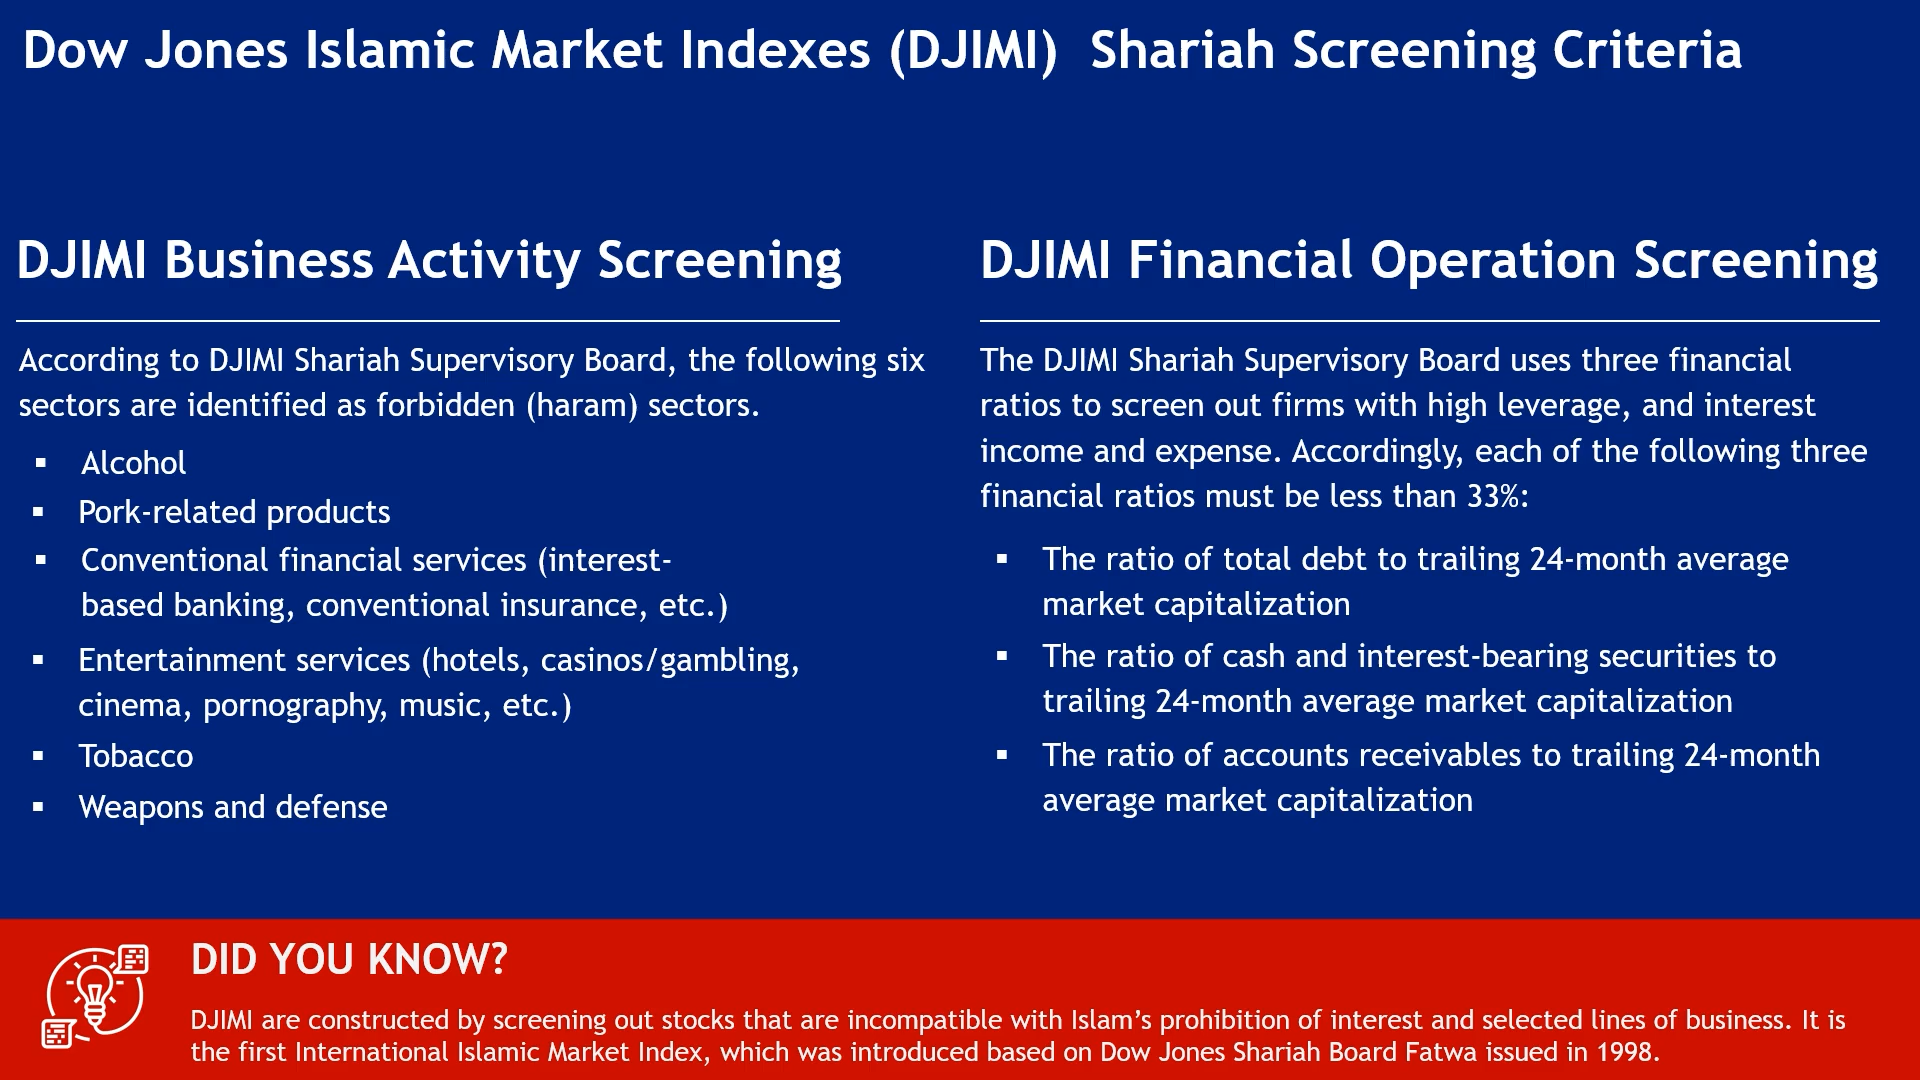 Dow Jones Islamic Market Indexes (DJIMI)  Shariah Screening Criteria
DJIMI Business Activity Screening
According to DJIMI Shariah Supervisory Board, the following six
sectors are identified as forbidden (haram) sectors.
▪ Alcohol
▪ Pork-related products
▪ Conventional financial services (interest-
based banking, conventional insurance, etc.)
▪ Entertainment services (hotels, casinos/gambling,
cinema, pornography, music, etc.)
▪ Tobacco
▪ Weapons and defense
DJIMI Financial Operation Screening
The DJIMI Shariah Supervisory Board uses three financial
ratios to screen out firms with high leverage, and interest
income and expense. Accordingly, each of the following three
financial ratios must be less than 33%:
▪ The ratio of total debt to trailing 24-month average
market capitalization
▪ The ratio of cash and interest-bearing securities to
trailing 24-month average market capitalization
▪ The ratio of accounts receivables to trailing 24-month
average market capitalization
DID YOU KNOW?
DJIMI are constructed by screening out stocks that are incompatible with Islam’s prohibition of interest and selected lines of business. It is
the first International Islamic Market Index, which was introduced based on Dow Jones Shariah Board Fatwa issued in 1998.